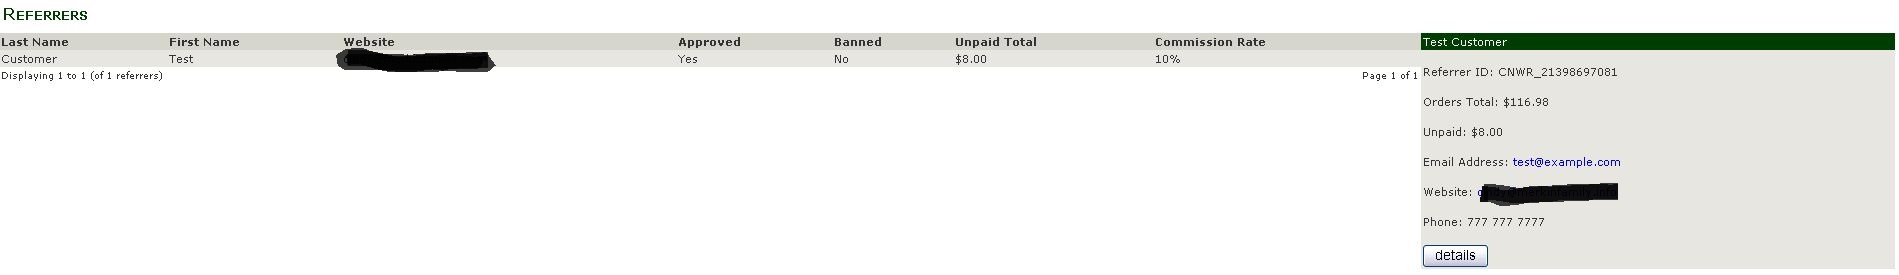 REFERRERS
Last Name First Name Website Approved Banned Unpaid Total Commission Rate
Customer Test Yes No $8.00 10%
Displaying 1 to 1 (of 1 referrers) Page 1 of 1
Test Customer
Referrer ID: CNWR_21398697081
Orders Total: $116.98
Unpaid: $8.00
Email Address: test@example.com
Website:
Phone: 777 777 7777
details